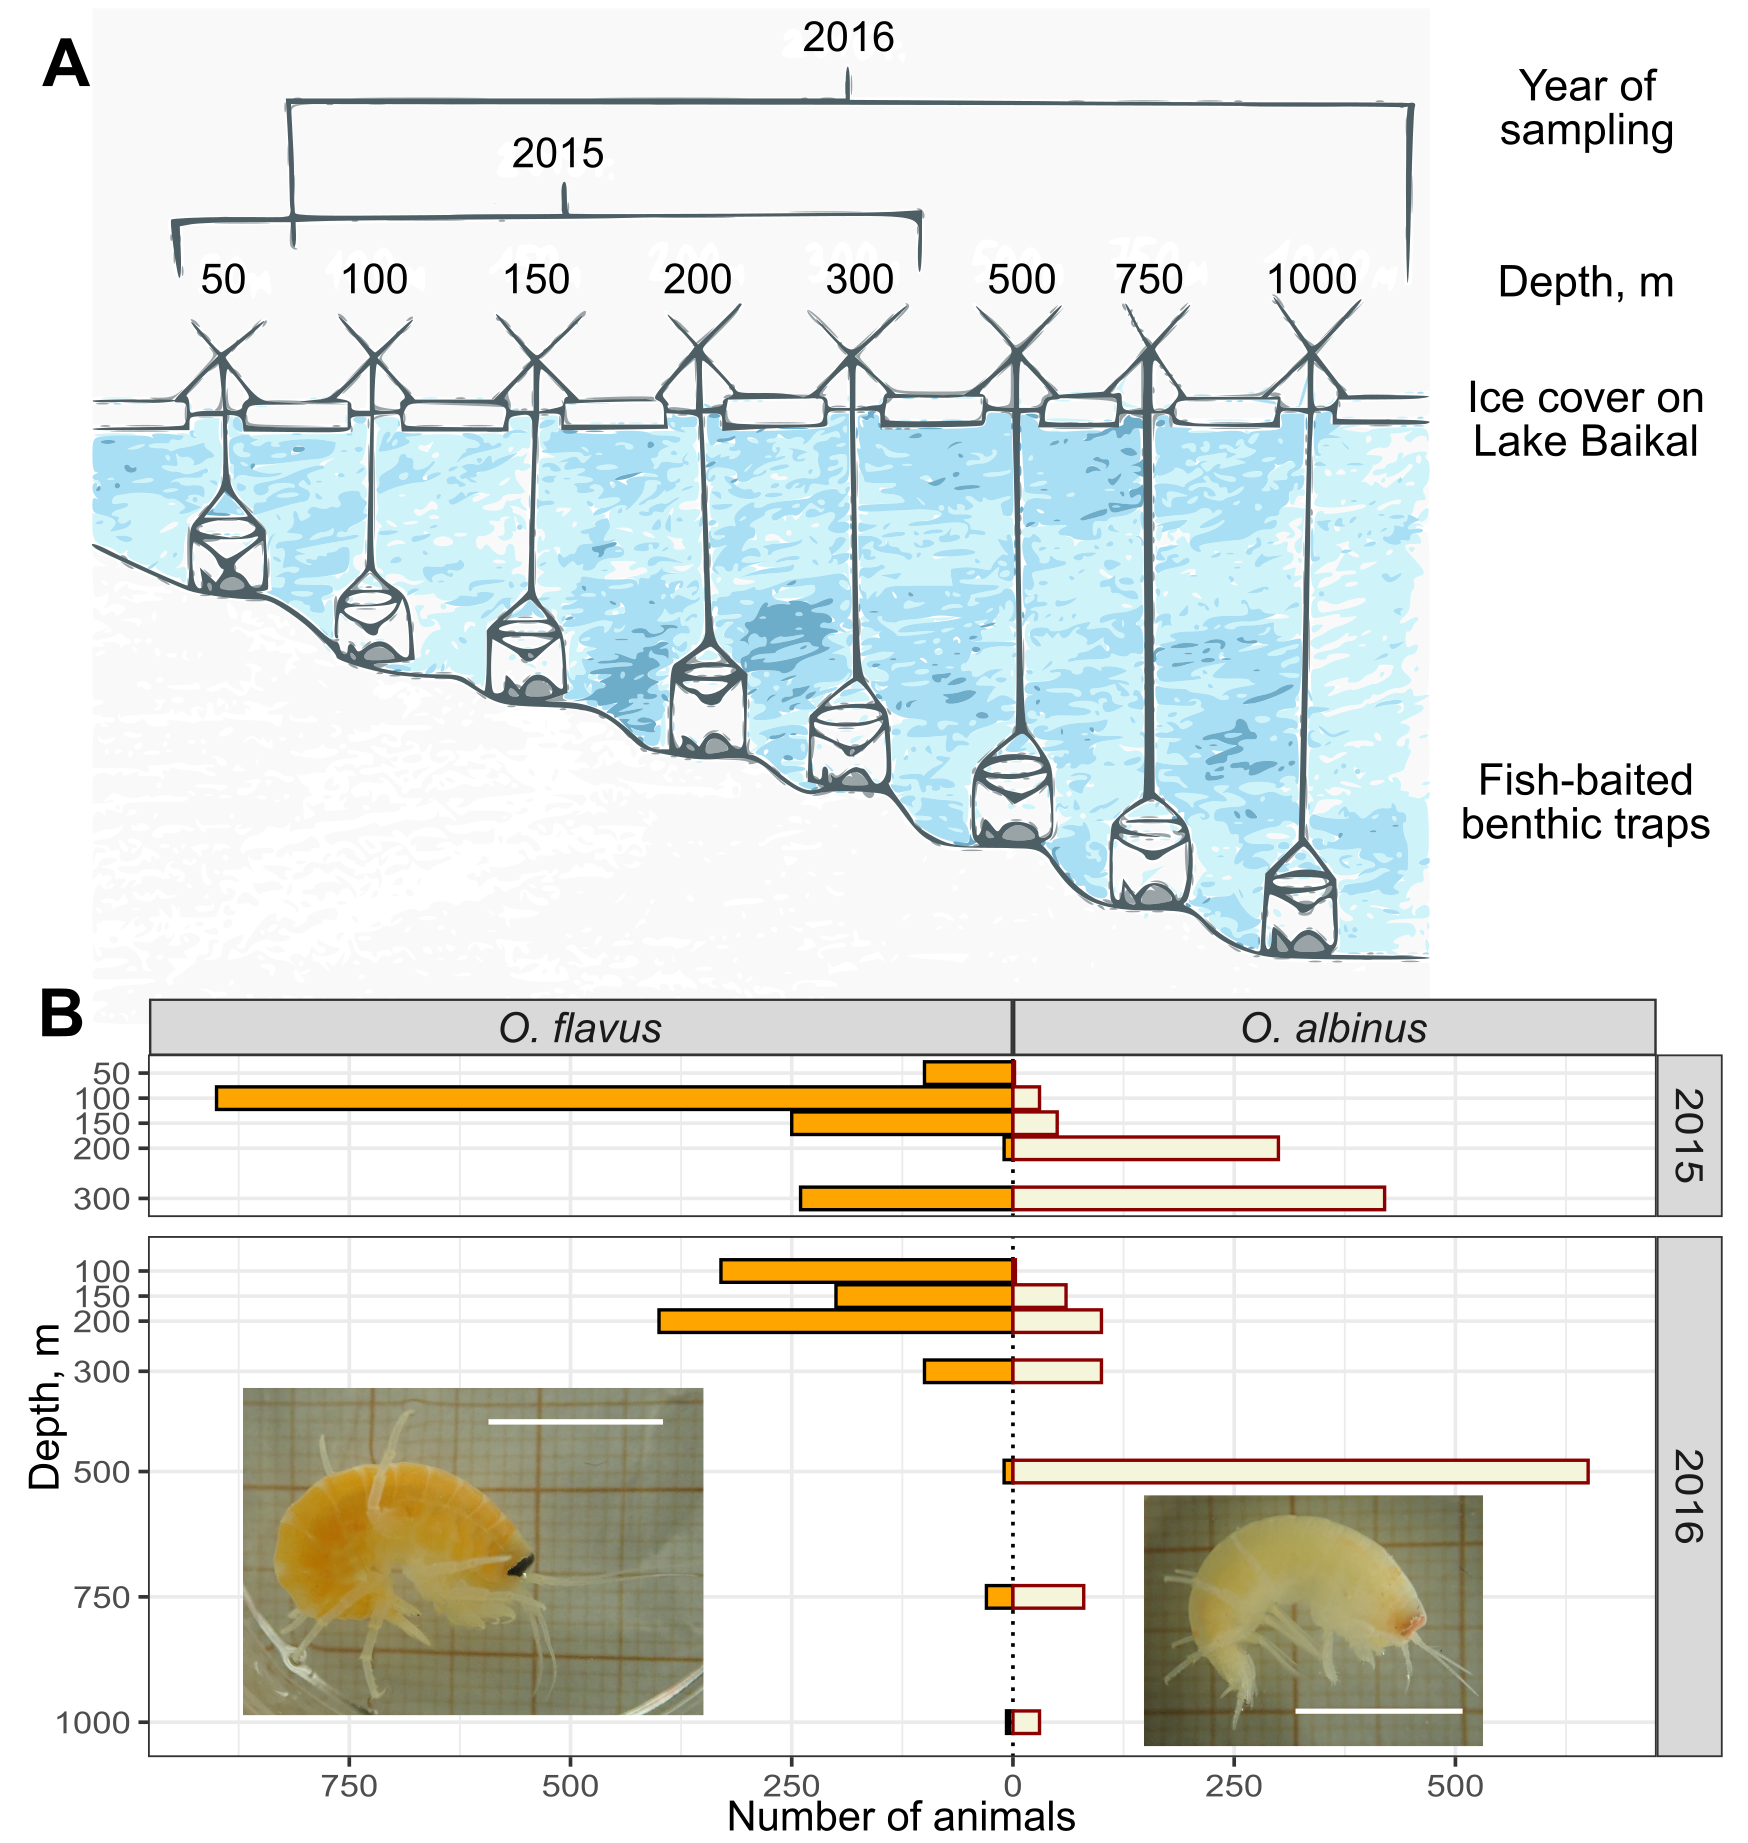 A
2016
Year of
sampling
2015
50 100 150 200 300 500 750 1000
Depth, m
Ice cover on
Lake Baikal
Fish-baited
benthic traps
B
O. flavus
O. albinus
50
100
150
200
300
2015
100
150
200
300
500
750
1000
2016
Depth, m
750 500 250 0 250 500
Number of animals